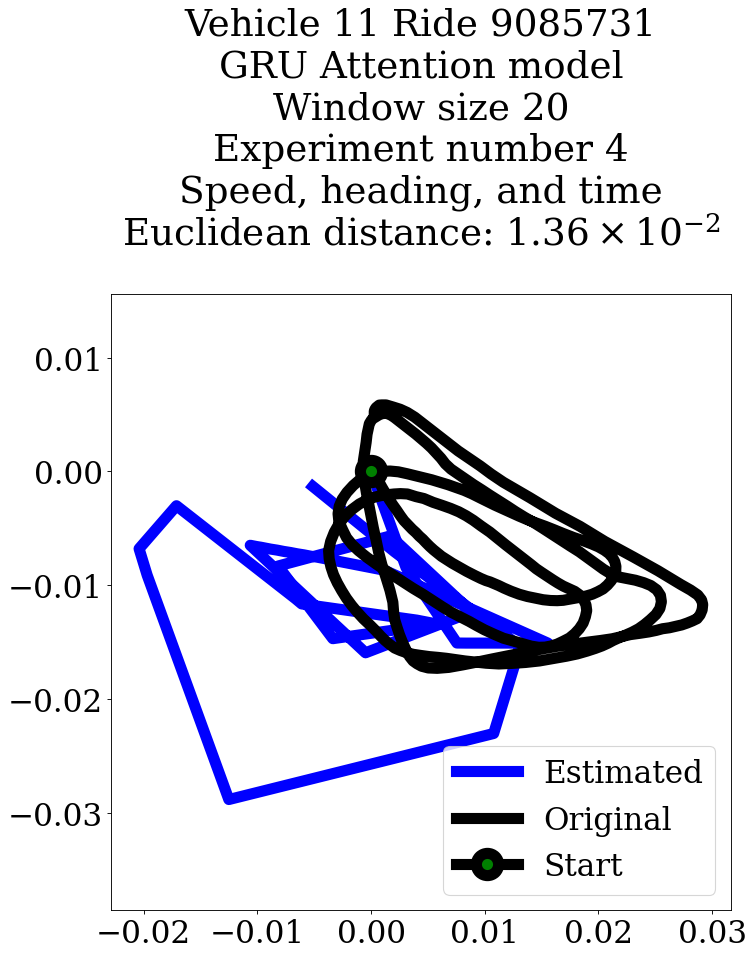 Vehicle 11 Ride 9085731
GRU Attention model
Window size 20
Experiment number 4
Speed, heading, and time
Euclidean distance: 1.36 × 10⁻²
0.01
0.00
−0.01
−0.02
−0.03
Estimated
Original
Start
−0.02 −0.01 0.00 0.01 0.02 0.03